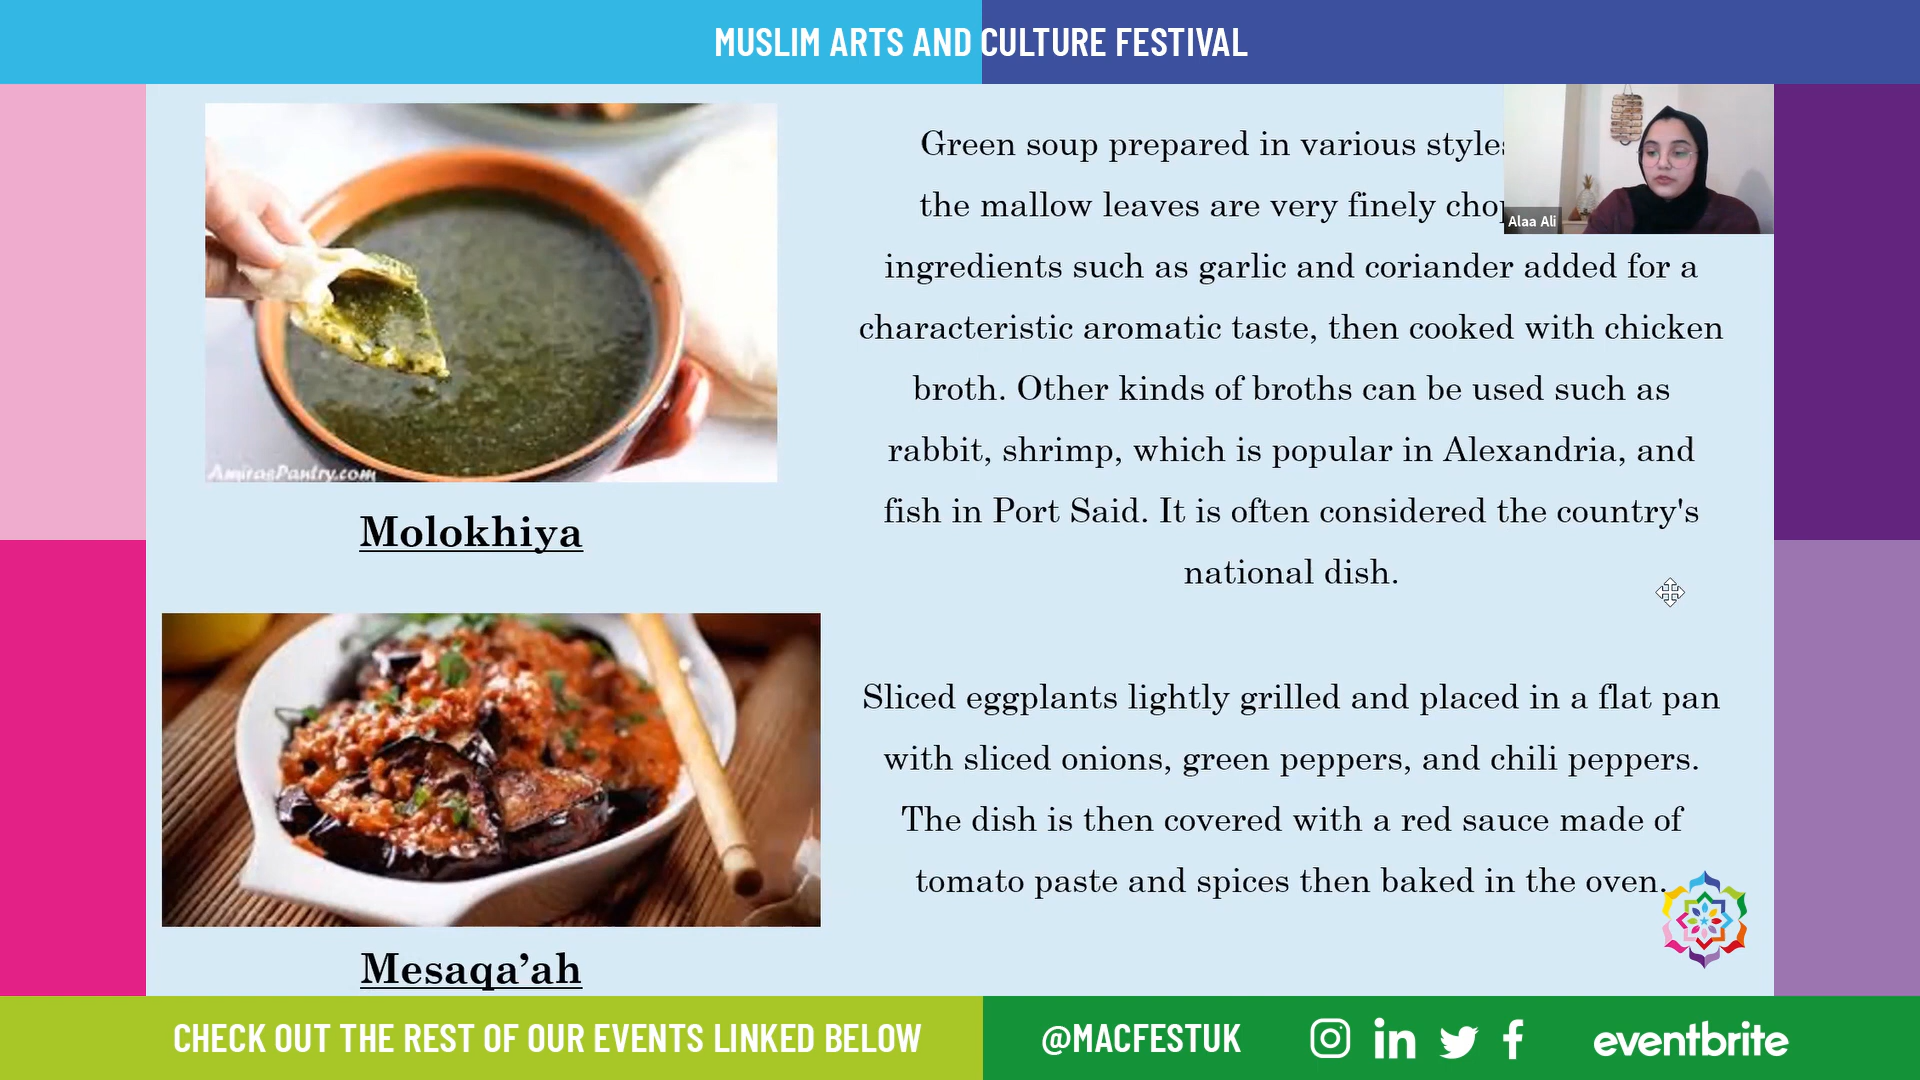 MUSLIM ARTS AND CULTURE FESTIVAL
AmirasPantry.com
Molokhiya
Green soup prepared in various styles
the mallow leaves are very finely
ingredients such as garlic and coriander added for a
characteristic aromatic taste, then cooked with chicken
broth. Other kinds of broths can be used such as
rabbit, shrimp, which is popular in Alexandria, and
fish in Port Said. It is often considered the country's
national dish.
Alaa Ali
Mesaqa’ah
Sliced eggplants lightly grilled and placed in a flat pan
with sliced onions, green peppers, and chili peppers.
The dish is then covered with a red sauce made of
tomato paste and spices then baked in the oven.
CHECK OUT THE REST OF OUR EVENTS LINKED BELOW
@MACFESTUK
eventbrite